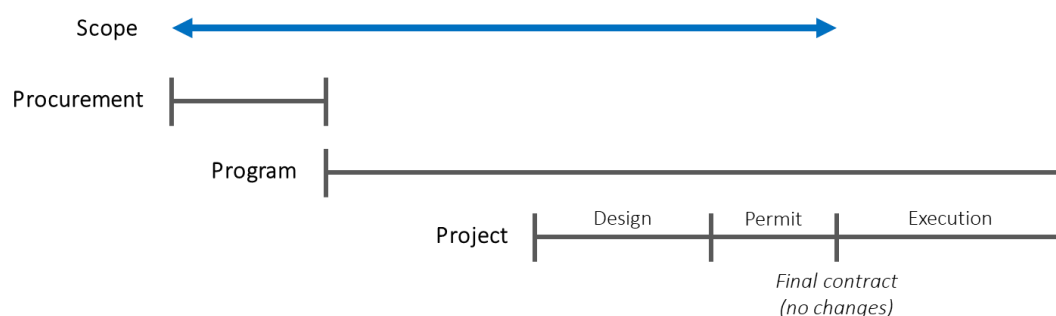 Scope
Procurement
Program
Project
Design
Permit
Execution
Final contract
(no changes)